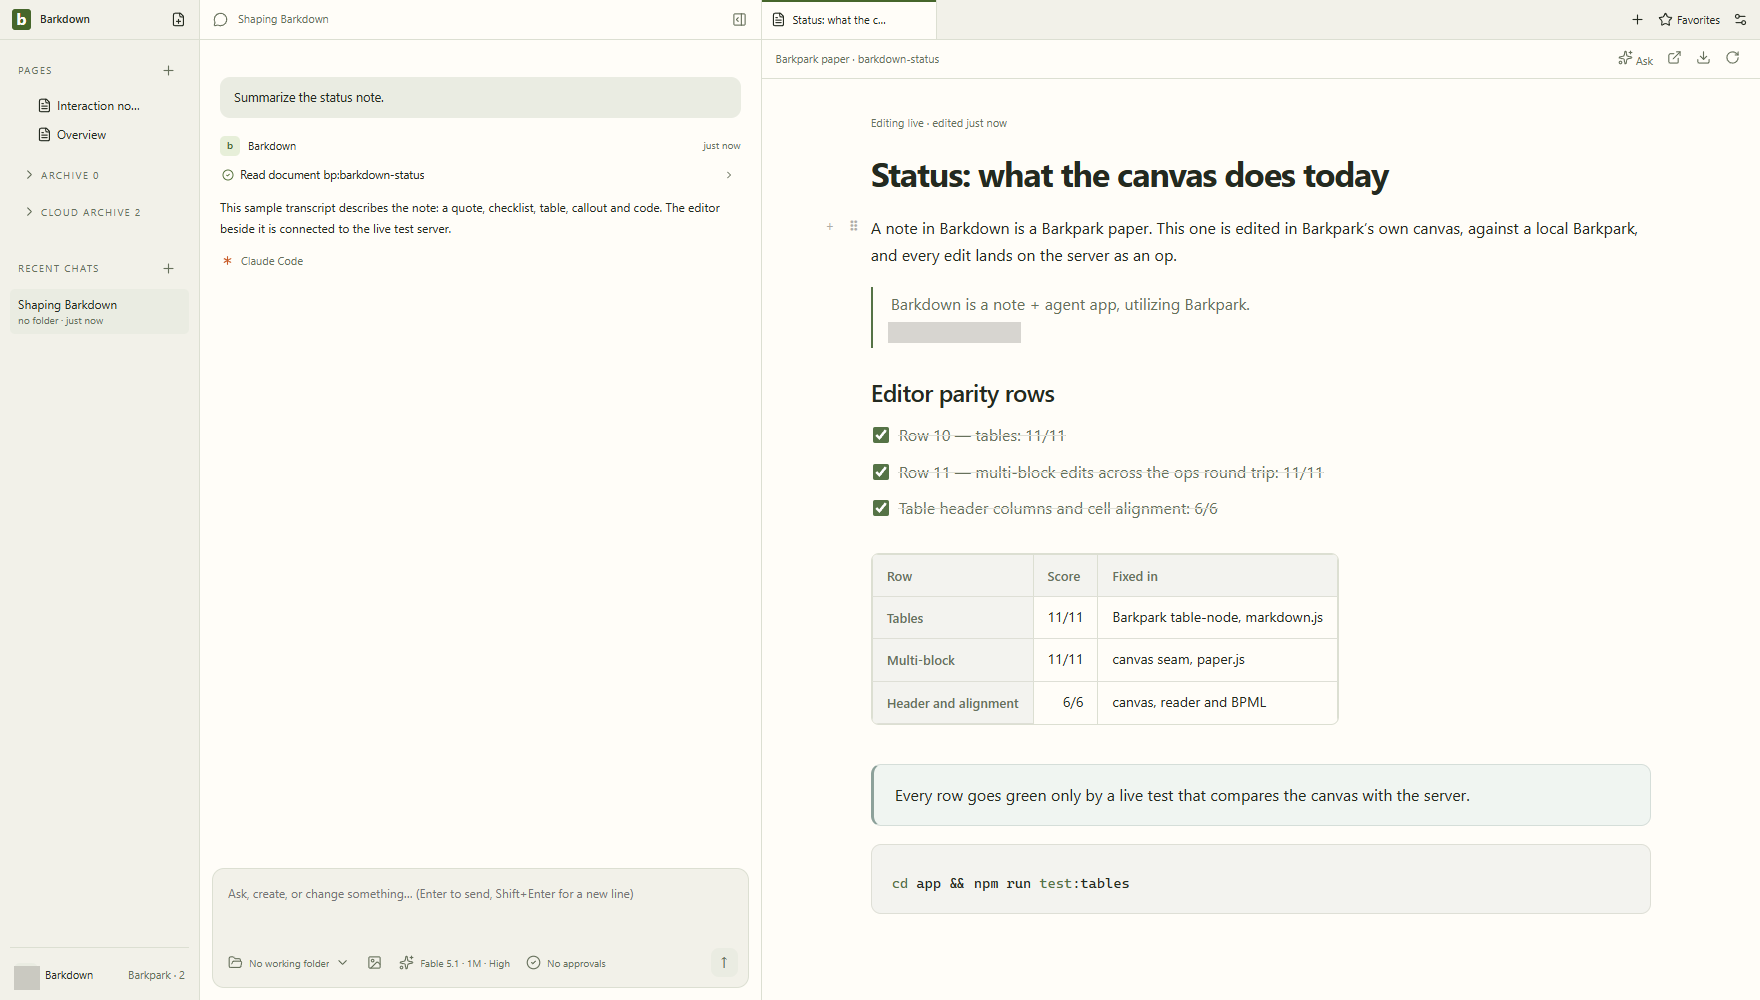 b Barkdown
PAGES
Interaction no...
Overview
ARCHIVE 0
CLOUD ARCHIVE 2
RECENT CHATS
Shaping Barkdown
no folder · just now
Barkdown
Barkpark · 2
Shaping Barkdown
Summarize the status note.
b Barkdown
just now
Read document bp:barkdown-status
This sample transcript describes the note: a quote, checklist, table, callout and code. The editor
beside it is connected to the live test server.
Claude Code
Ask, create, or change something... (Enter to send, Shift+Enter for a new line)
No working folder
Fable 5.1 · 1M · High
No approvals
Status: what the c...
Favorites
Barkpark paper · barkdown-status
Ask
Editing live · edited just now
Status: what the canvas does today
A note in Barkdown is a Barkpark paper. This one is edited in Barkpark’s own canvas, against a local Barkpark,
and every edit lands on the server as an op.
Barkdown is a note + agent app, utilizing Barkpark.
Editor parity rows
Row 10 — tables: 11/11
Row 11 — multi-block edits across the ops round trip: 11/11
Table header columns and cell alignment: 6/6
Row Score Fixed in
Tables 11/11 Barkpark table-node, markdown.js
Multi-block 11/11 canvas seam, paper.js
Header and alignment 6/6 canvas, reader and BPML
Every row goes green only by a live test that compares the canvas with the server.
cd app && npm run test:tables